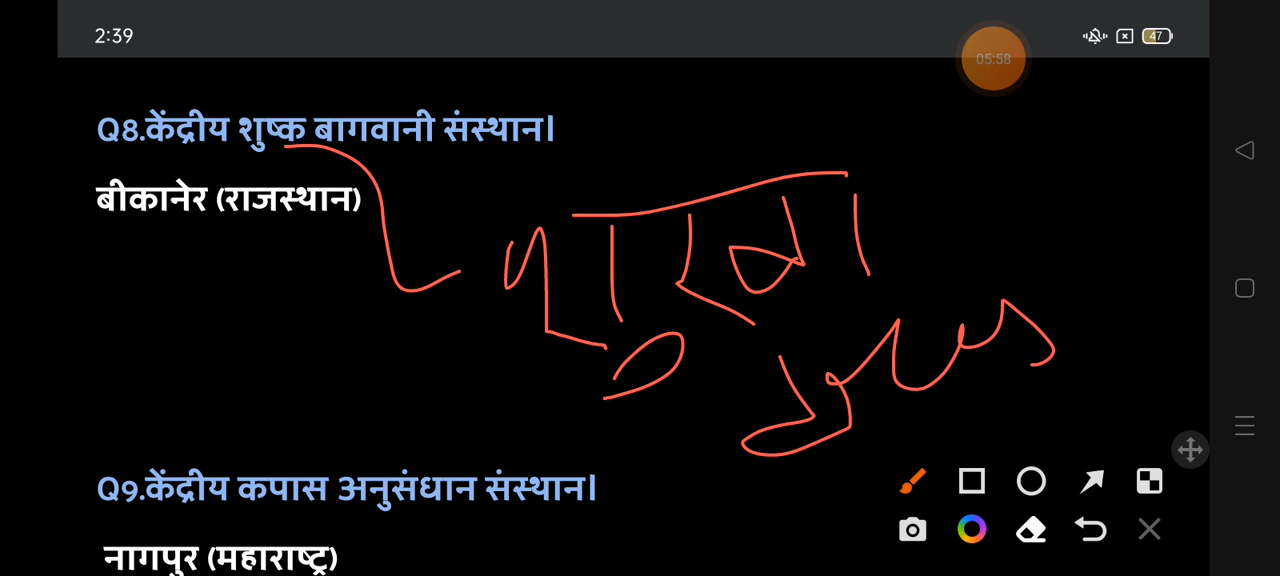 2:39
47
05:58
Q8.केंद्रीय शुष्क बागवानी संस्थान।
बीकानेर (राजस्थान)
Q9.केंद्रीय कपास अनुसंधान संस्थान।
नागपुर (महाराष्ट्र)